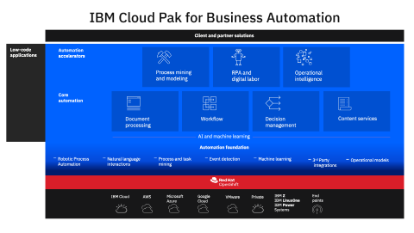 IBM Cloud Pak for Business Automation
Client and partner solutions
Low-code
applications
Automation
accelerators
Process mining
and modeling
RPA and
digital labor
Operational
intelligence
Core
automation
Document
processing
Workflow
Decision
management
Content services
AI and machine learning
Automation foundation
Robotic Process
Automation
Natural language
interactions
Process and task
mining
Event detection
Machine learning
3rd Party
integrations
Operational models
Red Hat
OpenShift
IBM Cloud
AWS
Microsoft
Azure
Google
Cloud
VMware
Private
IBM Z
IBM LinuxOne
IBM Power
Systems
End
points